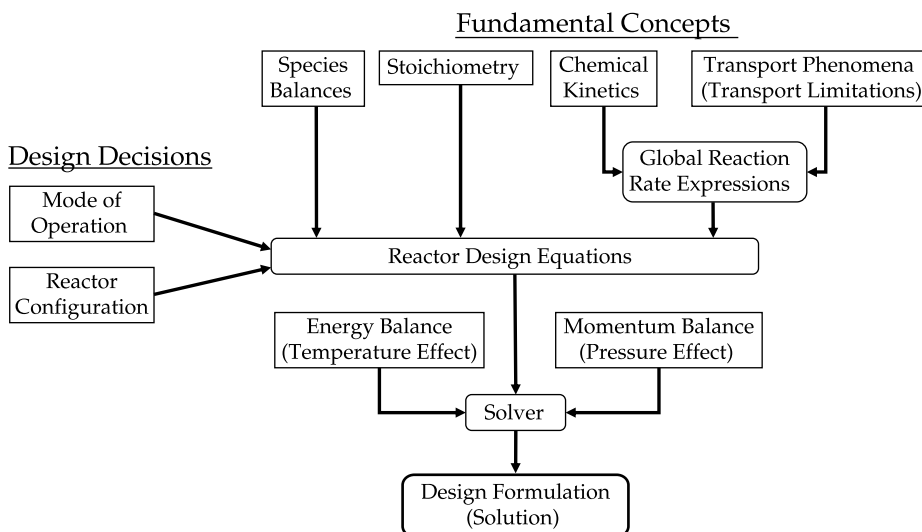 Fundamental Concepts
Species
Balances
Stoichiometry
Chemical
Kinetics
Transport Phenomena
(Transport Limitations)
Design Decisions
Global Reaction
Rate Expressions
Mode of
Operation
Reactor Design Equations
Reactor
Configuration
Energy Balance
(Temperature Effect)
Momentum Balance
(Pressure Effect)
Solver
Design Formulation
(Solution)